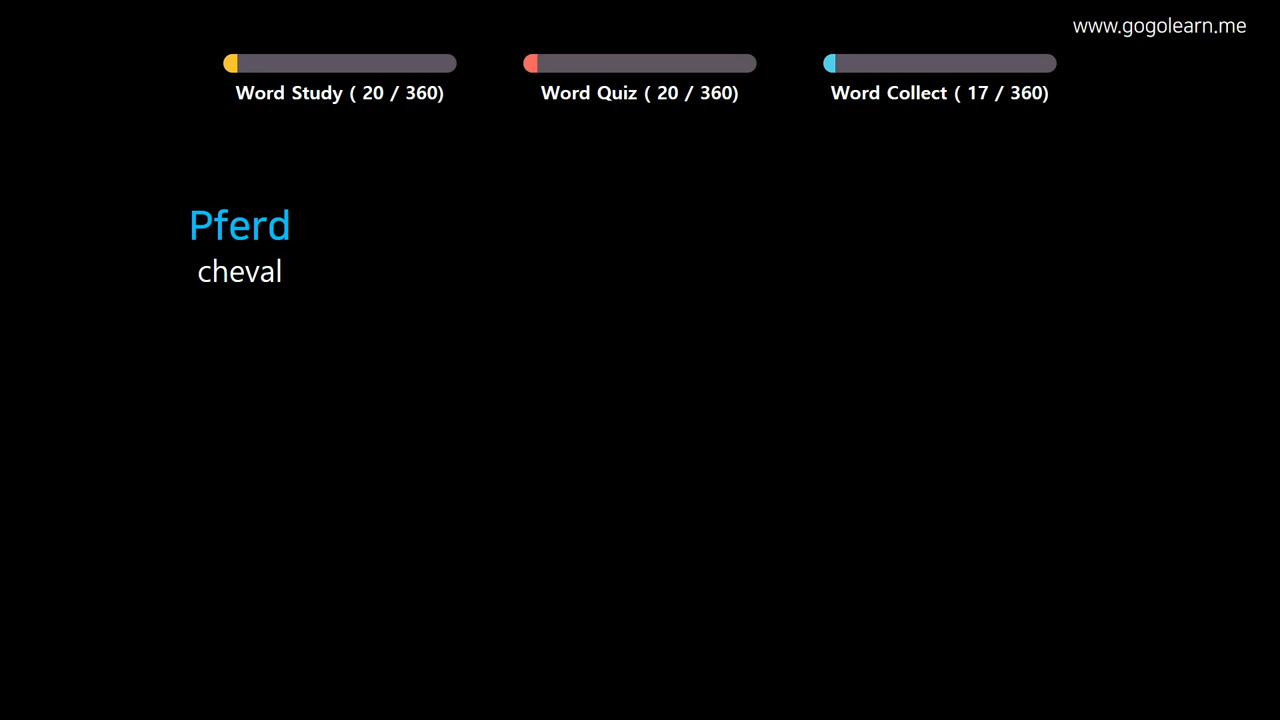 www.gogolearn.me
Word Study ( 20 / 360)
Word Quiz ( 20 / 360)
Word Collect ( 17 / 360)
Pferd
cheval